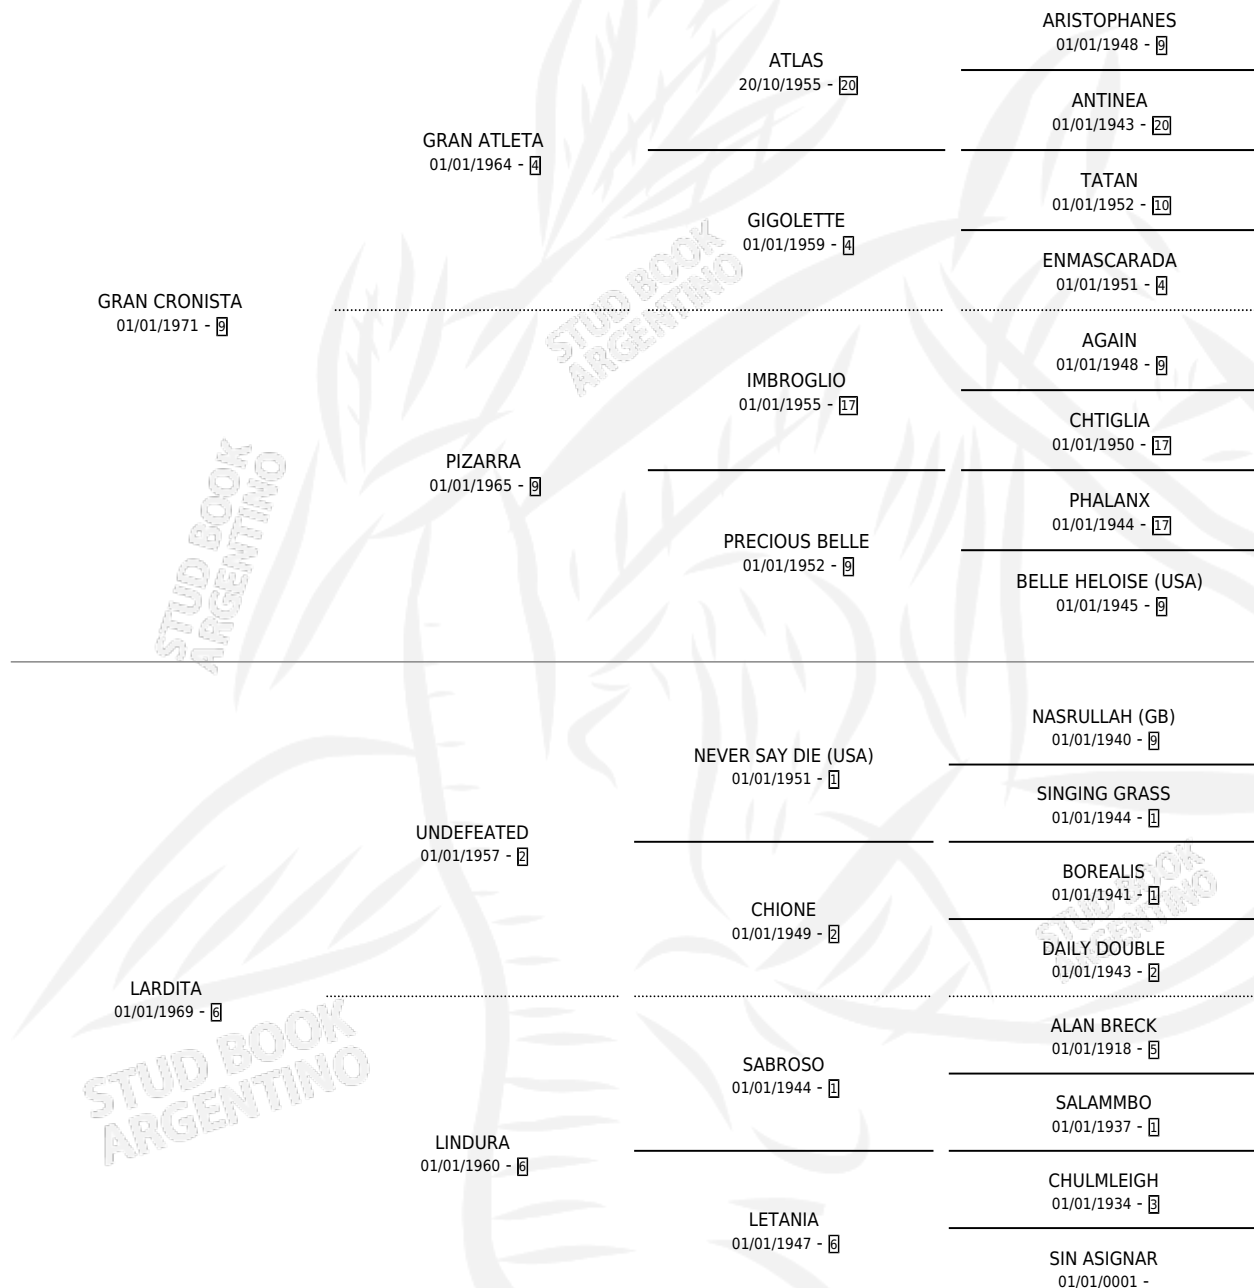 ARISTOPHANES
01/01/1948 - 9
ATLAS
20/10/1955 - 20
ANTINEA
01/01/1943 - 20
GRAN ATLETA
01/01/1964 - 4
TATAN
01/01/1952 - 10
GIGOLETTE
01/01/1959 - 4
ENMASCARADA
01/01/1951 - 4
GRAN CRONISTA
01/01/1971 - 9
STUD BOOK
ARGENTINO
AGAIN
01/01/1948 - 9
IMBROGLIO
01/01/1955 - 17
CHTIGLIA
01/01/1950 - 17
PIZARRA
01/01/1965 - 9
PHALANX
01/01/1944 - 17
PRECIOUS BELLE
01/01/1952 - 9
BELLE HELOISE (USA)
01/01/1945 - 9
STUD BOOK
ARGENTINO
NASRULLAH (GB)
01/01/1940 - 9
NEVER SAY DIE (USA)
01/01/1951 - 1
SINGING GRASS
01/01/1944 - 1
UNDEFEATED
01/01/1957 - 2
BOREALIS
01/01/1941 - 1
CHIONE
01/01/1949 - 2
STUD BOOK
ARGENTINO
DAILY DOUBLE
01/01/1943 - 2
LARDITA
01/01/1969 - 6
ALAN BRECK
01/01/1918 - 5
SABROSO
01/01/1944 - 1
STUD BOOK
ARGENTINO
SALAMMBO
01/01/1937 - 1
LINDURA
01/01/1960 - 6
CHULMLEIGH
01/01/1934 - 3
LETANIA
01/01/1947 - 6
SIN ASIGNAR
01/01/0001 -